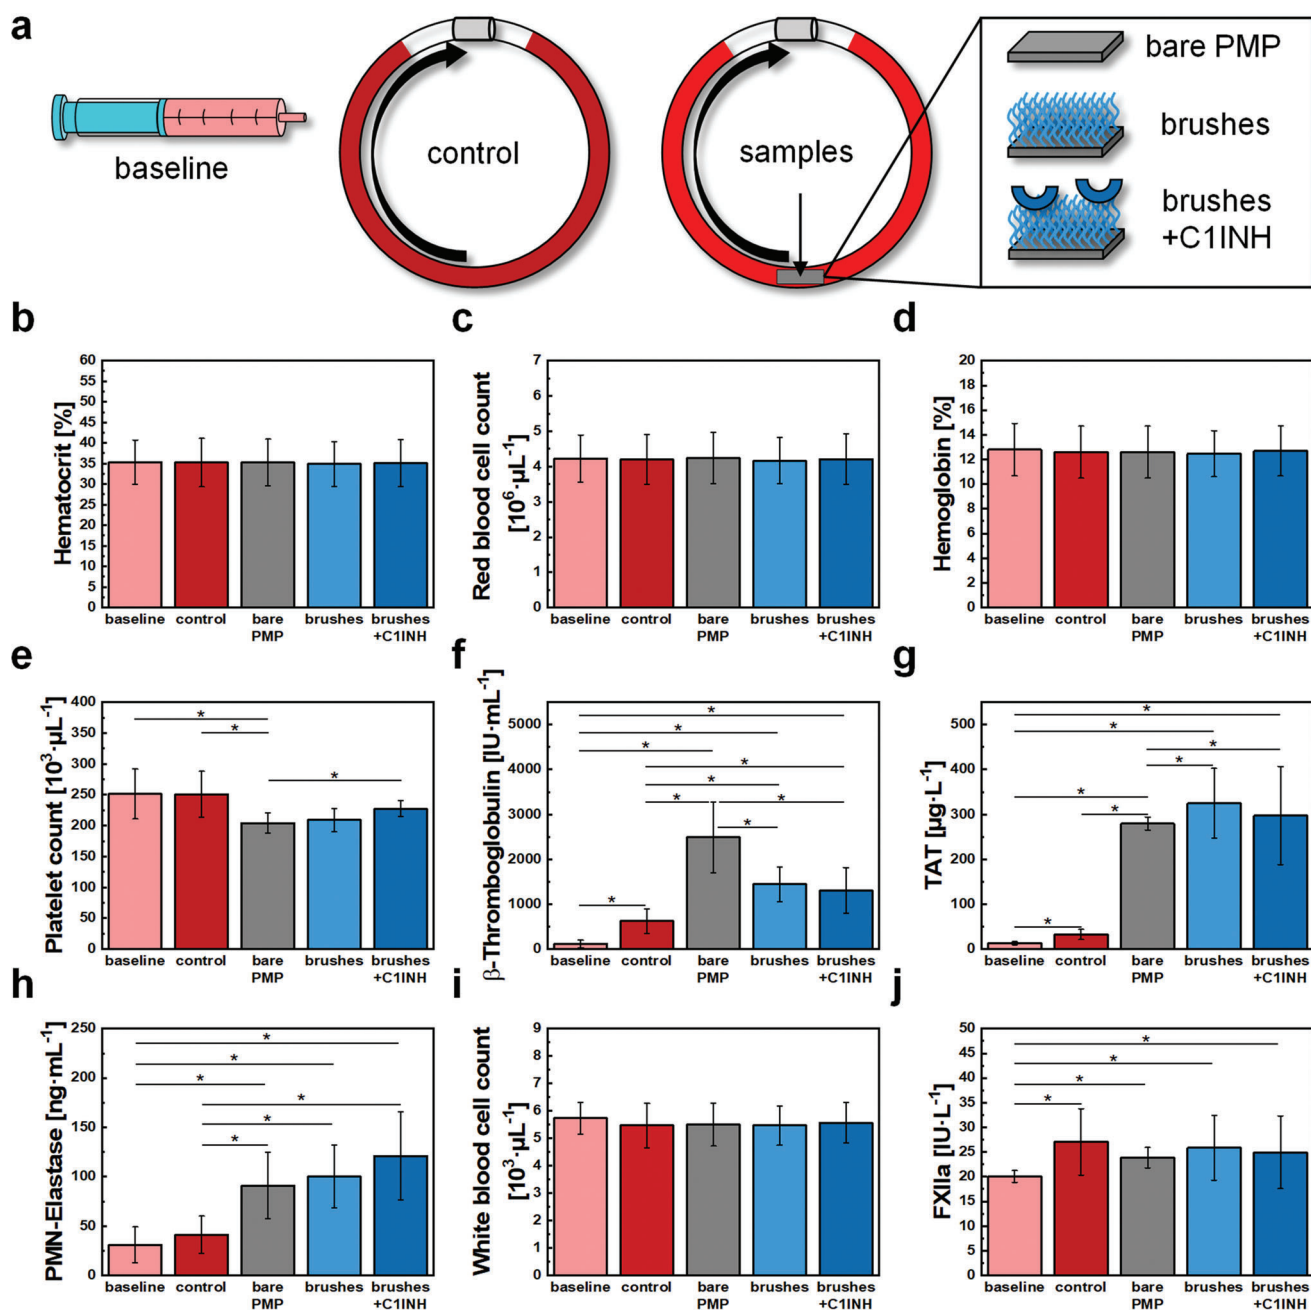 a
baseline
control
samples
bare PMP
brushes
brushes
+C1INH
b
Hematocrit [%]
60
55
50
45
40
35
30
25
20
15
10
5
0
baseline control bare brushes brushes
PMP +C1INH
c
Red blood cell count
[10⁶·µL⁻¹]
7
6
5
4
3
2
1
0
baseline control bare brushes brushes
PMP +C1INH
d
Hemoglobin [%]
20
18
16
14
12
10
8
6
4
2
0
baseline control bare brushes brushes
PMP +C1INH
e
Platelet count [10³·µL⁻¹]
400
350
300
250
200
150
100
50
0
*
*
*
baseline control bare brushes brushes
PMP +C1INH
f
β-Thromboglobulin [IU·mL⁻¹]
5000
4000
3000
2000
1000
0
*
*
*
*
*
* *
*
*
baseline control bare brushes brushes
PMP +C1INH
g
TAT [µg·L⁻¹]
500
400
300
200
100
0
*
*
*
*
*
*
*
baseline control bare brushes brushes
PMP +C1INH
h
PMN-Elastase [ng·mL⁻¹]
250
200
150
100
50
0
*
*
*
*
*
*
baseline control bare brushes brushes
PMP +C1INH
i
White blood cell count
[10³·µL⁻¹]
9
8
7
6
5
4
3
2
1
0
baseline control bare brushes brushes
PMP +C1INH
j
FXIIa [IU·L⁻¹]
50
45
40
35
30
25
20
15
10
5
0
*
*
*
*
baseline control bare brushes brushes
PMP +C1INH